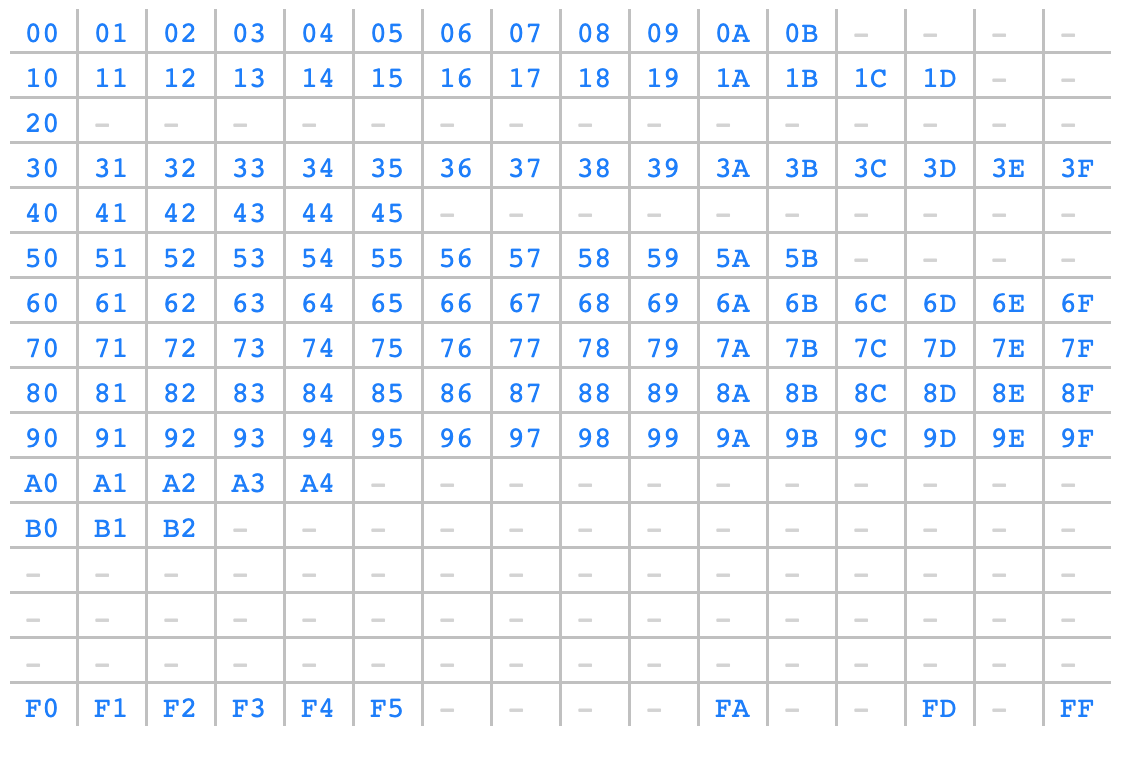 00 01 02 03 04 05 06 07 08 09 0A 0B – – – –
10 11 12 13 14 15 16 17 18 19 1A 1B 1C 1D – –
20 – – – – – – – – – – – – – – –
30 31 32 33 34 35 36 37 38 39 3A 3B 3C 3D 3E 3F
40 41 42 43 44 45 – – – – – – – – – –
50 51 52 53 54 55 56 57 58 59 5A 5B – – – –
60 61 62 63 64 65 66 67 68 69 6A 6B 6C 6D 6E 6F
70 71 72 73 74 75 76 77 78 79 7A 7B 7C 7D 7E 7F
80 81 82 83 84 85 86 87 88 89 8A 8B 8C 8D 8E 8F
90 91 92 93 94 95 96 97 98 99 9A 9B 9C 9D 9E 9F
A0 A1 A2 A3 A4 – – – – – – – – – – –
B0 B1 B2 – – – – – – – – – – – – –
– – – – – – – – – – – – – – – –
– – – – – – – – – – – – – – – –
– – – – – – – – – – – – – – – –
F0 F1 F2 F3 F4 F5 – – – – FA – – FD – FF